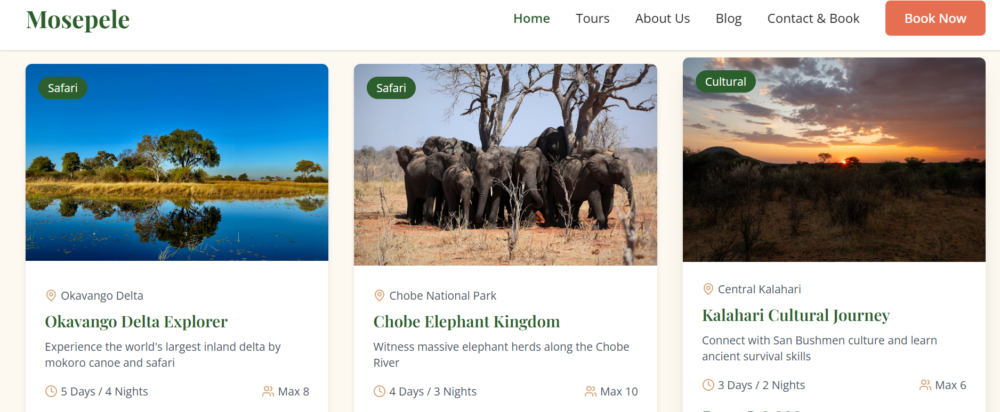 Mosepele
Home
Tours
About Us
Blog
Contact & Book
Book Now
Safari
Okavango Delta
Okavango Delta Explorer
Experience the world's largest inland delta by
mokoro canoe and safari
5 Days / 4 Nights
Max 8
Safari
Chobe National Park
Chobe Elephant Kingdom
Witness massive elephant herds along the Chobe
River
4 Days / 3 Nights
Max 10
Cultural
Central Kalahari
Kalahari Cultural Journey
Connect with San Bushmen culture and learn
ancient survival skills
3 Days / 2 Nights
Max 6